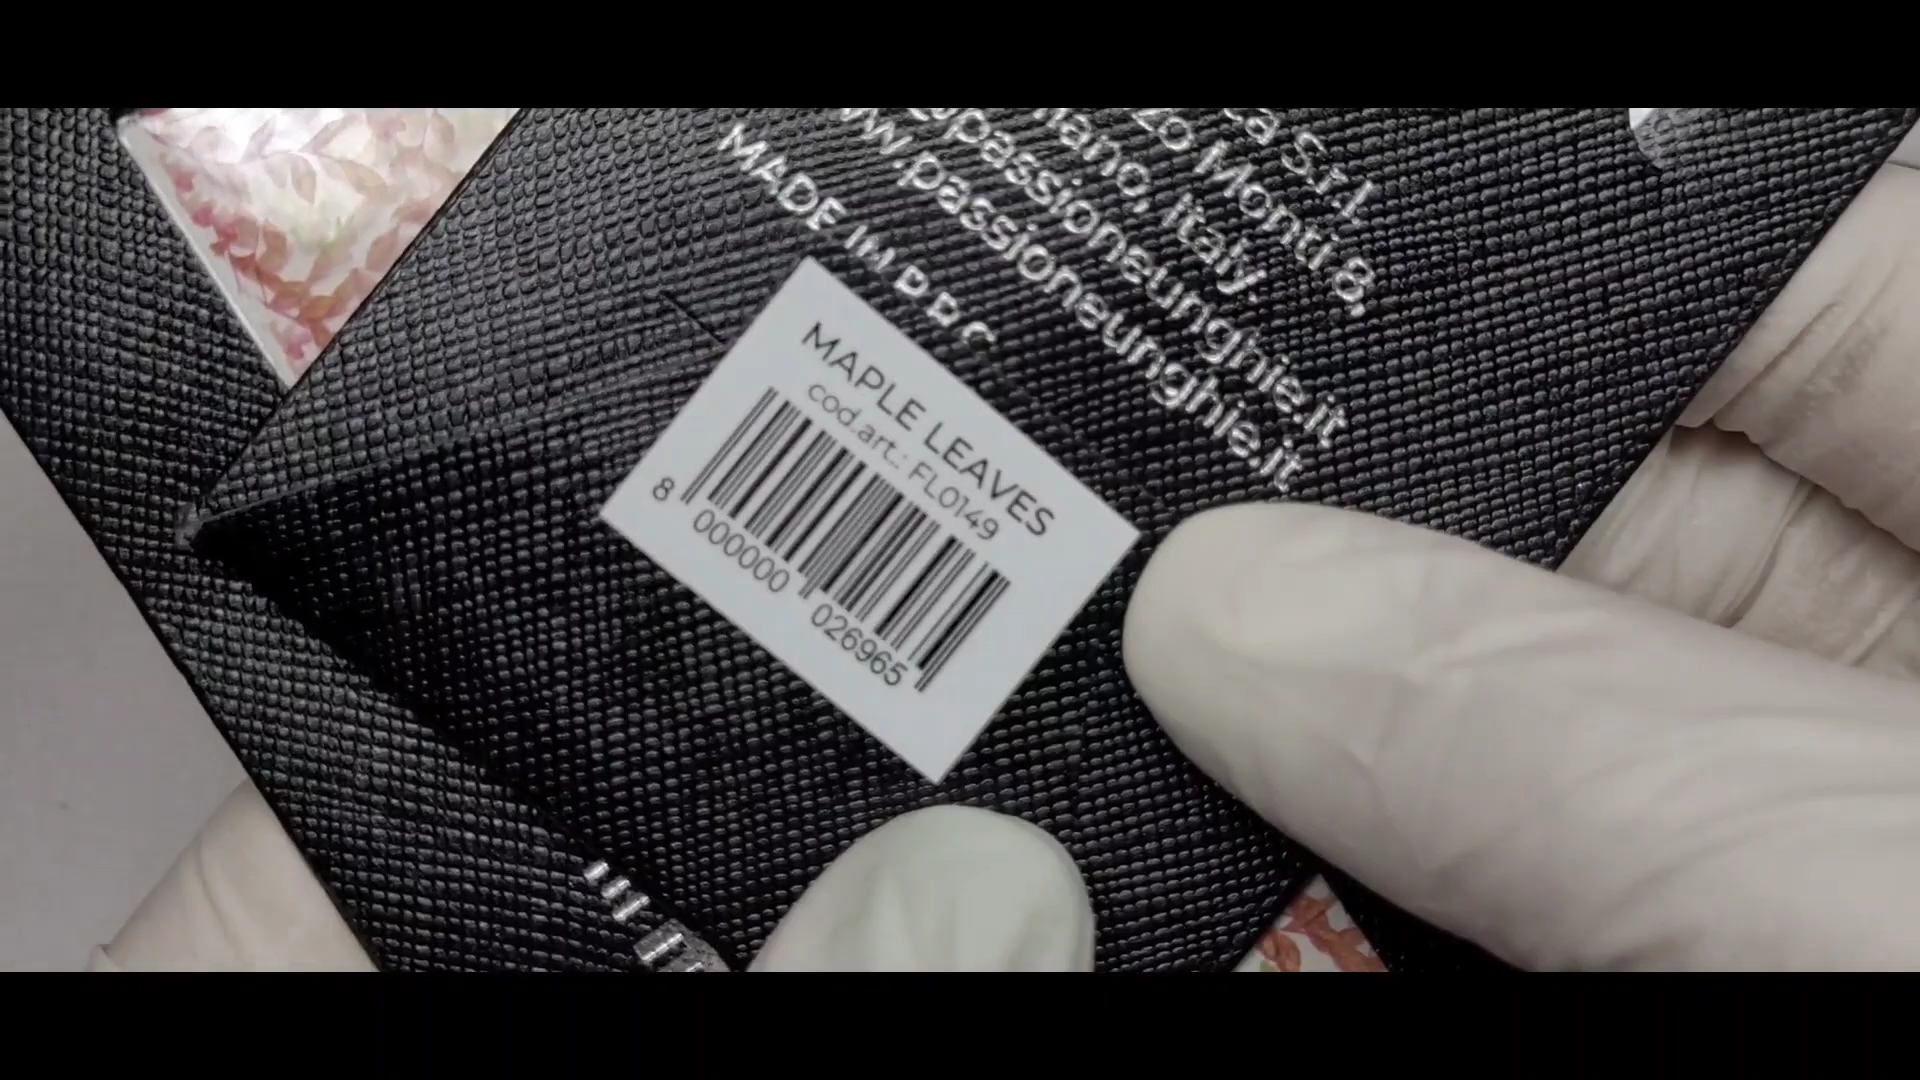 S.r.l.
zo Monti 8,
mano, Italy.
@passioneunghie.it
www.passioneunghie.it
MADE IN P.R.C
MAPLE LEAVES
cod.art.: FL0149
8 000000 026965